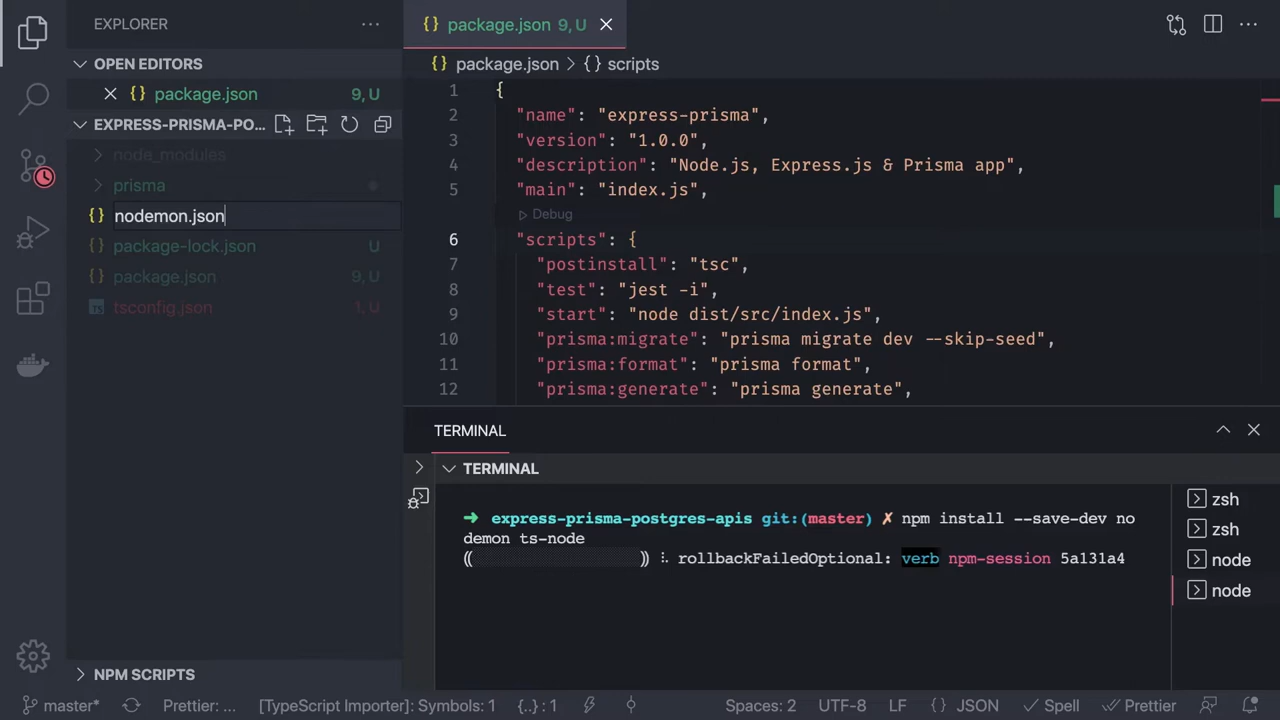 EXPLORER
OPEN EDITORS
{} package.json 9, U
EXPRESS-PRISMA-PO...
node_modules
prisma
{} nodemon.json
{} package-lock.json U
{} package.json 9, U
TS tsconfig.json 1, U
NPM SCRIPTS
{} package.json 9, U
{} package.json > {} scripts
1 {
2 "name": "express-prisma",
3 "version": "1.0.0",
4 "description": "Node.js, Express.js & Prisma app",
5 "main": "index.js",
Debug
6 "scripts": {
7 "postinstall": "tsc",
8 "test": "jest -i",
9 "start": "node dist/src/index.js",
10 "prisma:migrate": "prisma migrate dev --skip-seed",
11 "prisma:format": "prisma format",
12 "prisma:generate": "prisma generate",
TERMINAL
TERMINAL
➜ express-prisma-postgres-apis git:(master) ✗ npm install --save-dev no
demon ts-node
((░░░░░░░░░░░░░░░░░░)) ⠧ rollbackFailedOptional: verb npm-session 5a131a4
zsh
zsh
node
node
master* Prettier: ... [TypeScript Importer]: Symbols: 1 {..} : 1 Spaces: 2 UTF-8 LF {} JSON Spell Prettier